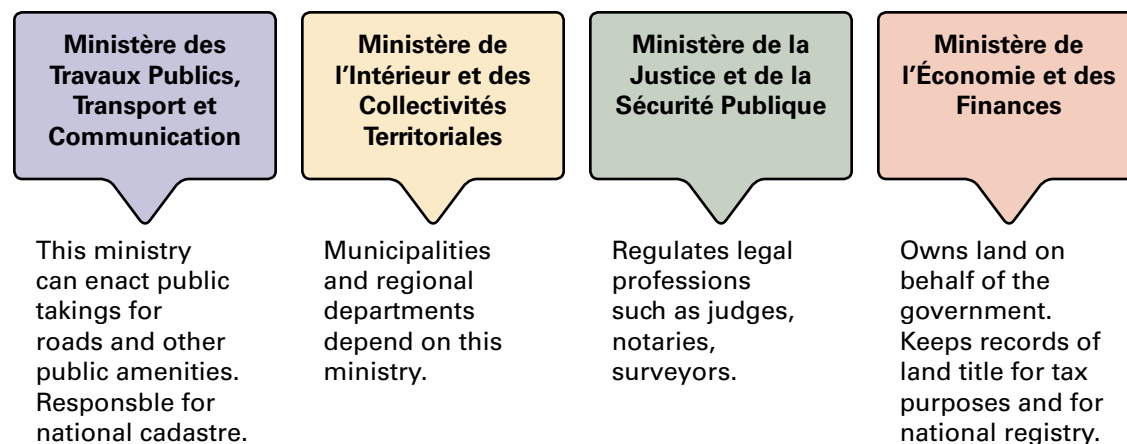 Ministère des
Travaux Publics,
Transport et
Communication
This ministry
can enact public
takings for
roads and other
public amenities.
Responsble for
national cadastre.
Ministère de
l'Intérieur et des
Collectivités
Territoriales
Municipalities
and regional
departments
depend on this
ministry.
Ministère de la
Justice et de la
Sécurité Publique
Regulates legal
professions
such as judges,
notaries,
surveyors.
Ministère de
l'Économie et des
Finances
Owns land on
behalf of the
government.
Keeps records of
land title for tax
purposes and for
national registry.